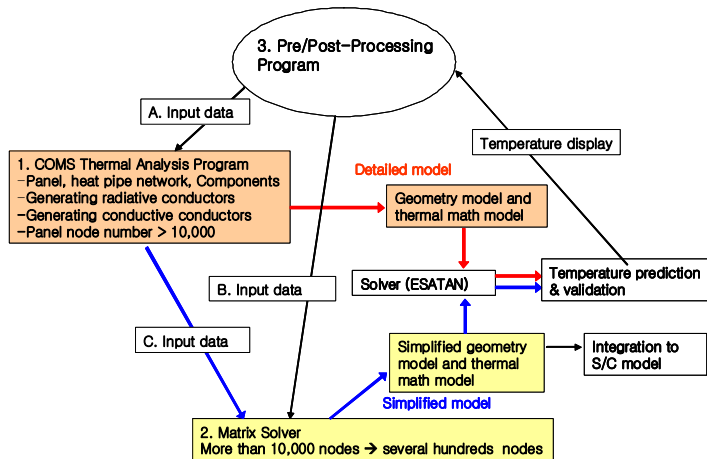 3. Pre/Post-Processing
Program
A. Input data
Temperature display
1. COMS Thermal Analysis Program
-Panel, heat pipe network, Components
-Generating radiative conductors
-Generating conductive conductors
-Panel node number > 10,000
Detailed model
Geometry model and
thermal math model
Solver (ESATAN)
Temperature prediction
& validation
B. Input data
C. Input data
Simplified geometry
model and thermal
math model
Integration to
S/C model
Simplified model
2. Matrix Solver
More than 10,000 nodes → several hundreds nodes